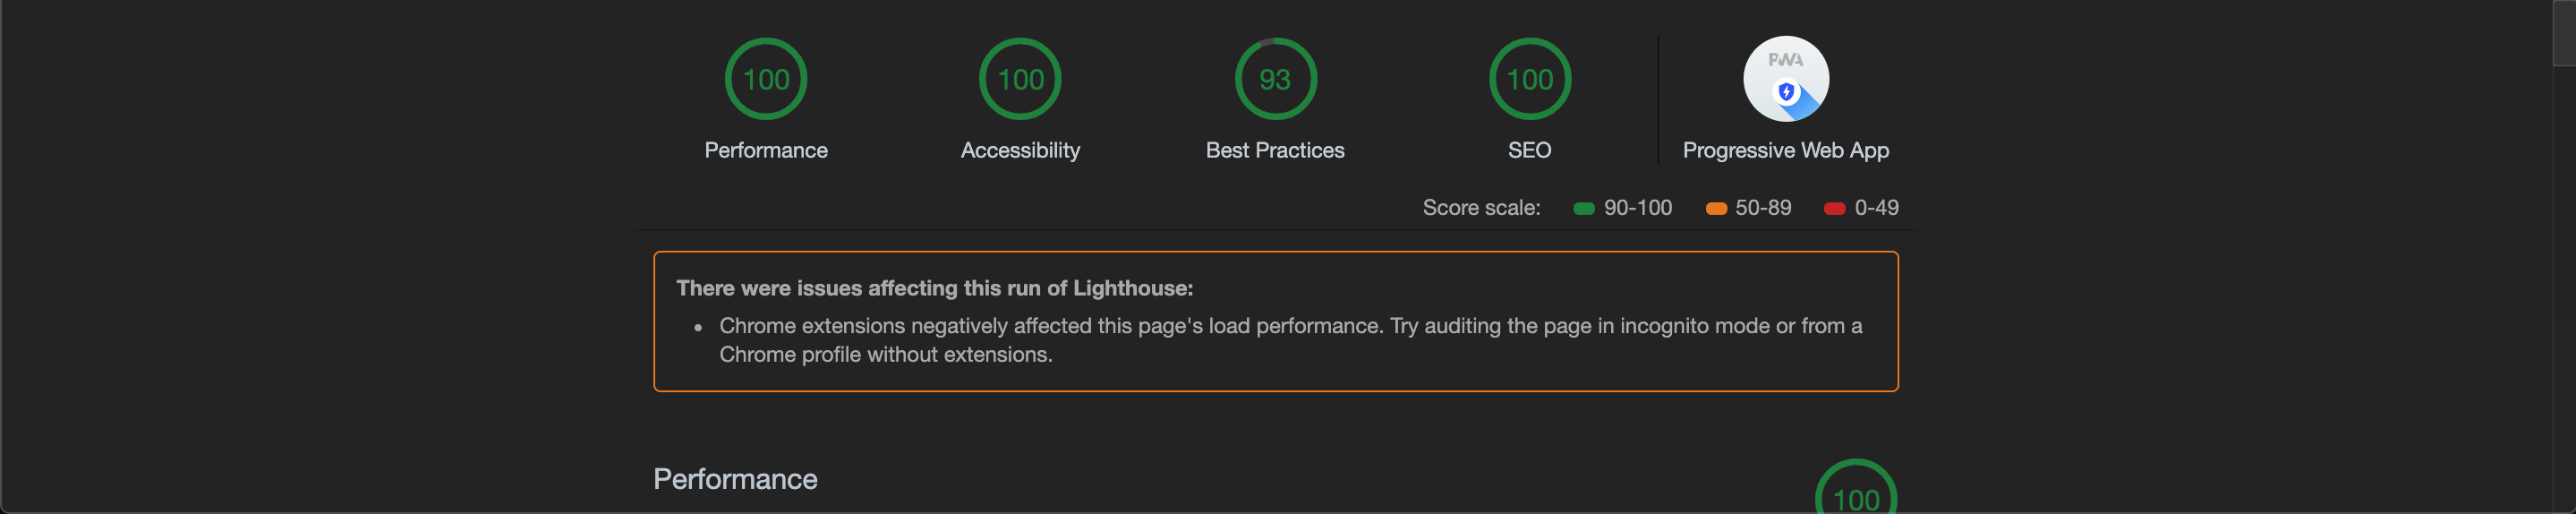 100 100 93 100 PWA
Performance Accessibility Best Practices SEO Progressive Web App
Score scale: 90-100 50-89 0-49
There were issues affecting this run of Lighthouse:
• Chrome extensions negatively affected this page's load performance. Try auditing the page in incognito mode or from a
Chrome profile without extensions.
Performance
100